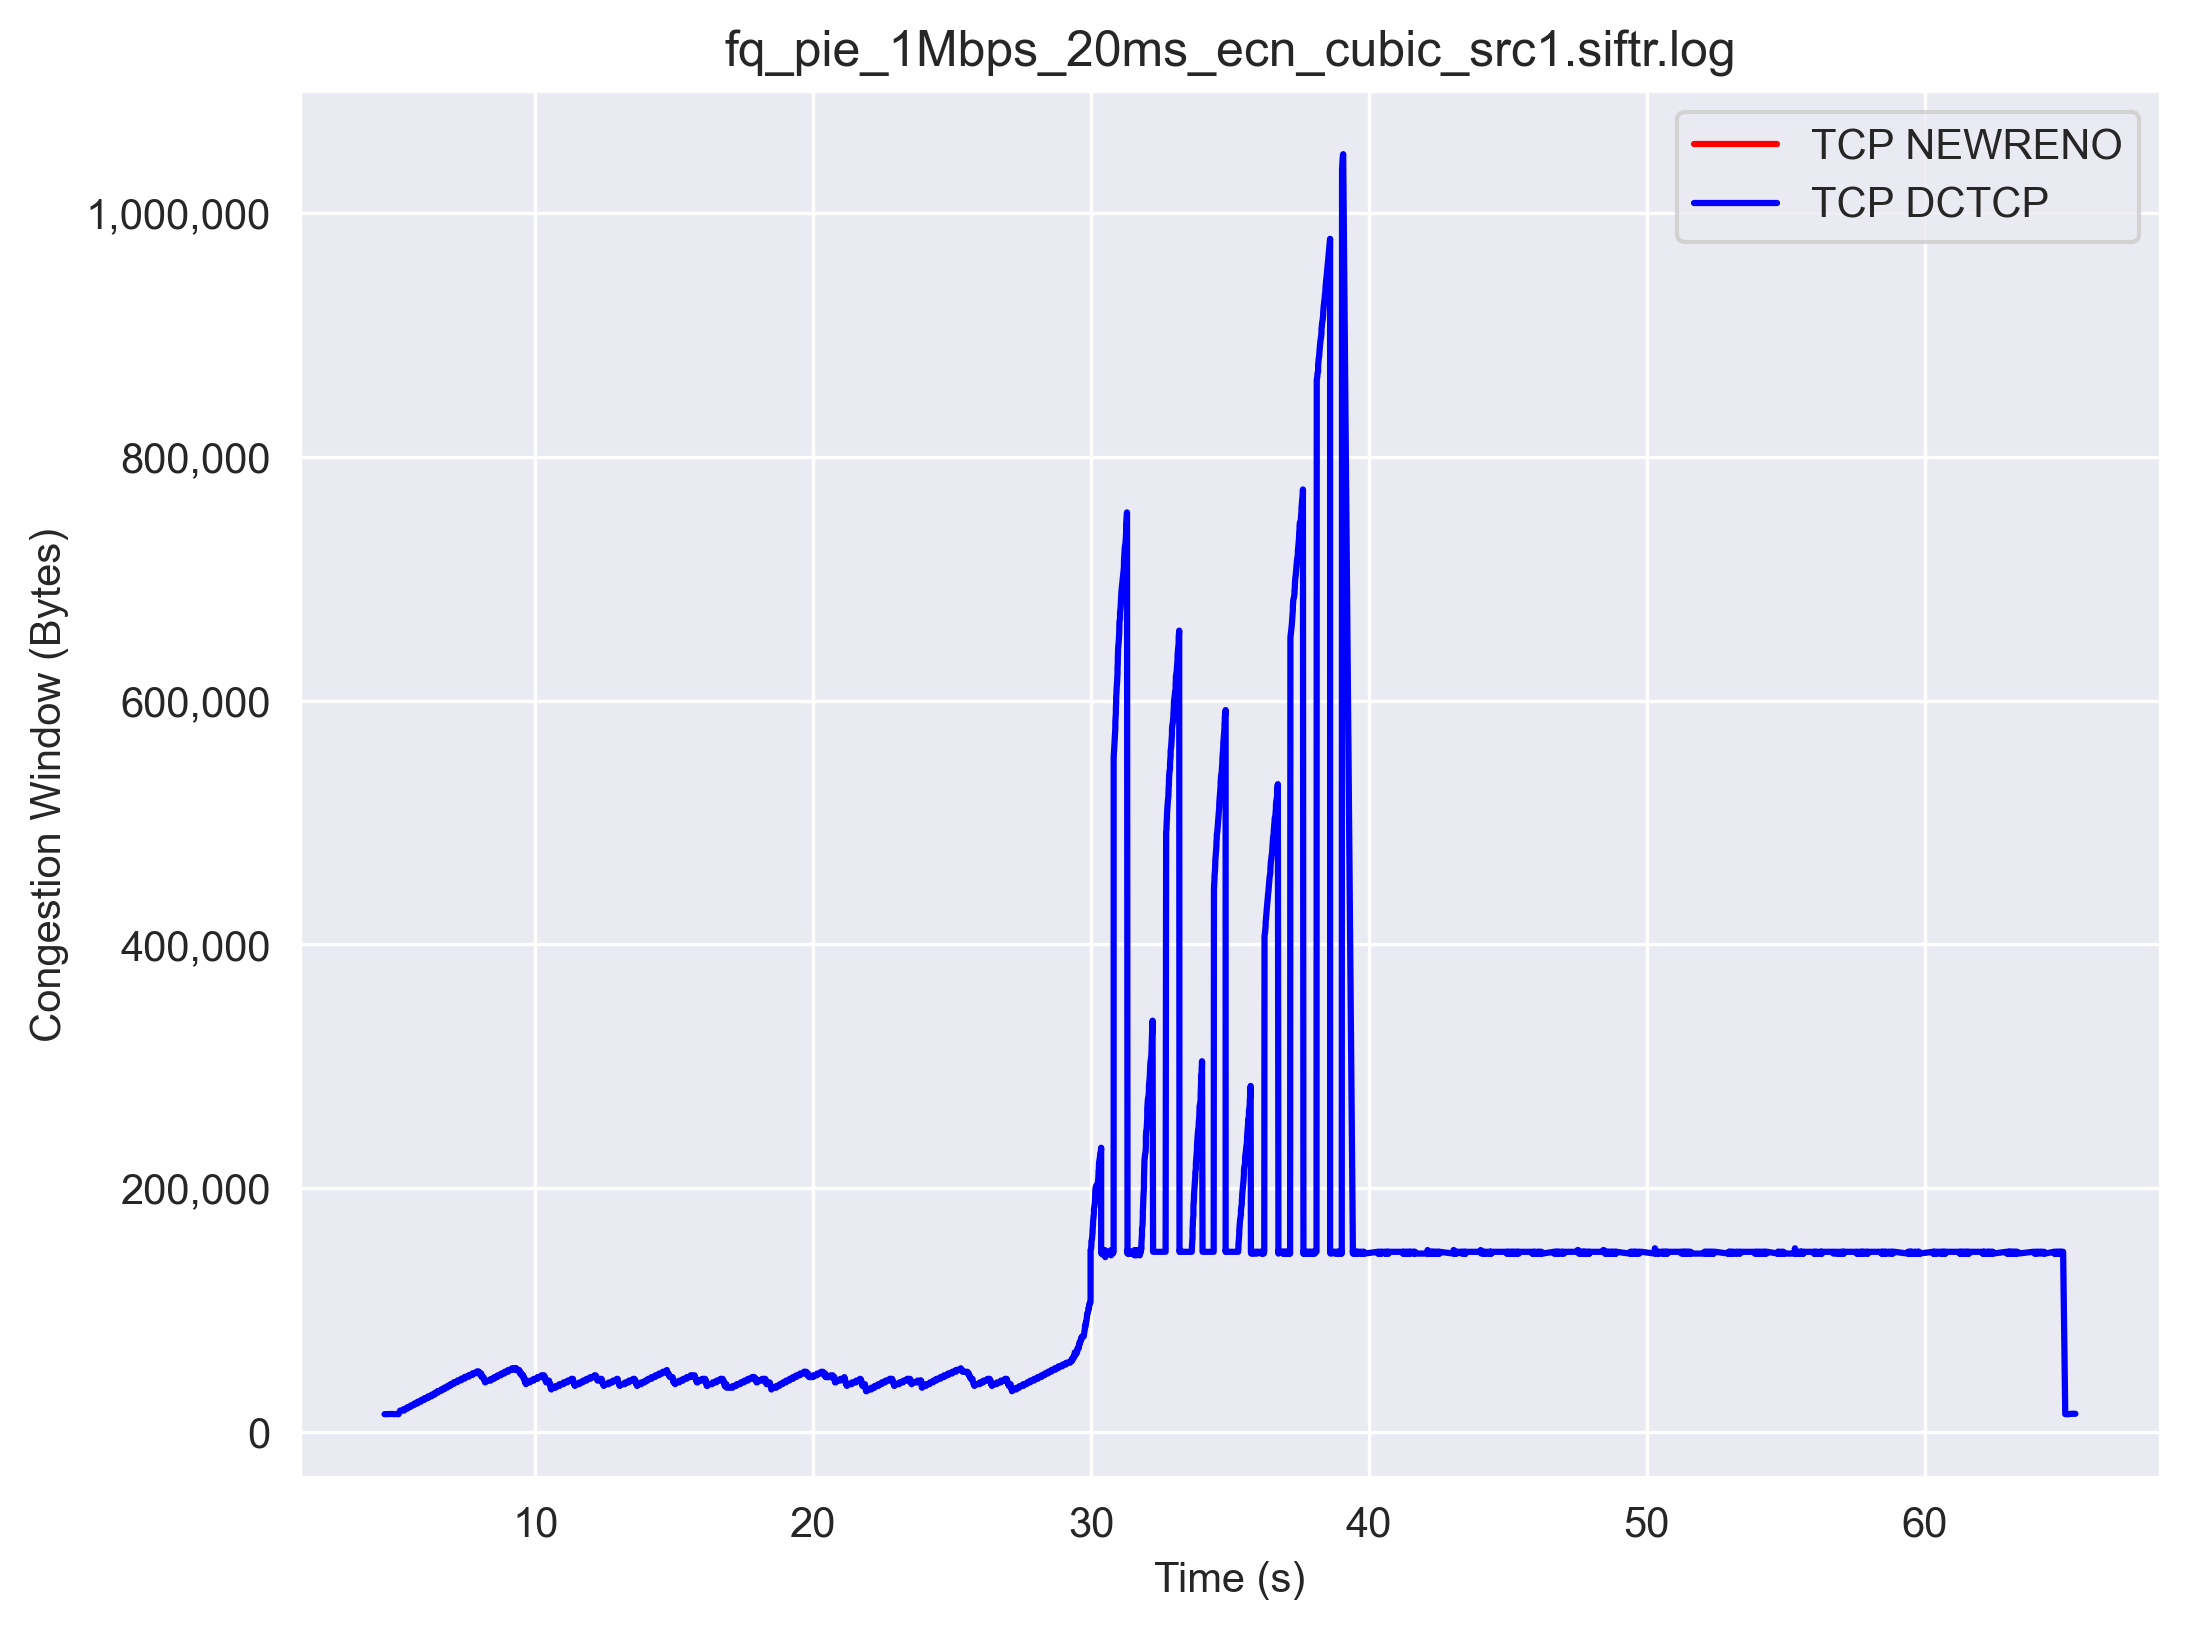 fq_pie_1Mbps_20ms_ecn_cubic_src1.siftr.log
TCP NEWRENO
TCP DCTCP
1,000,000
800,000
600,000
400,000
200,000
0
Congestion Window (Bytes)
10 20 30 40 50 60
Time (s)